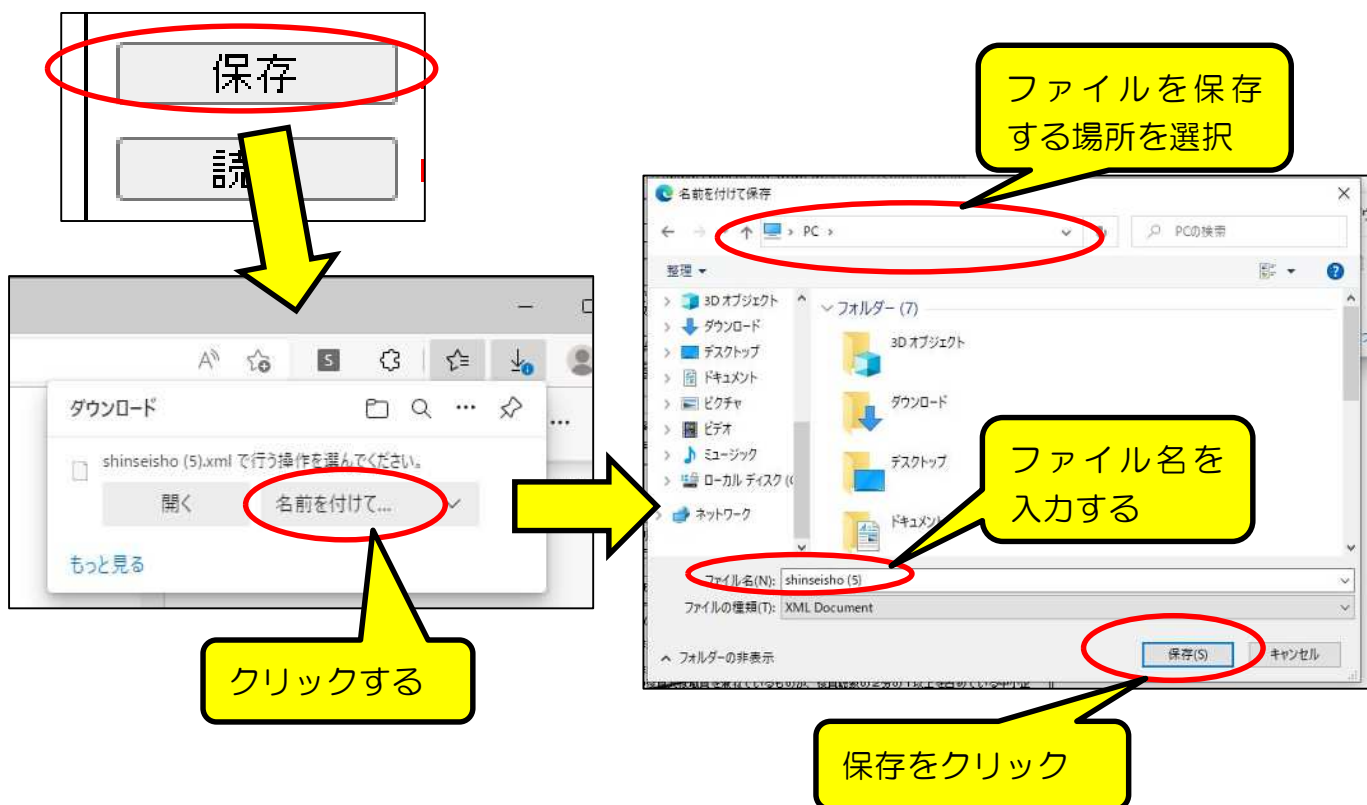 保存
読
ファイルを保存
する場所を選択
名前を付けて保存
PC
PCの検索
整理
3D オブジェクト
ダウンロード
デスクトップ
ドキュメント
ピクチャ
ビデオ
ミュージック
ローカル ディスク (C
ネットワーク
フォルダー (7)
3D オブジェクト
ダウンロード
デスクトップ
ドキュメント
ファイル名を
入力する
ファイル名(N): shinseisho (5)
ファイルの種類(T): XML Document
フォルダーの非表示
保存(S)
キャンセル
保存をクリック
ダウンロード
shinseisho (5).xml で行う操作を選んでください。
開く
名前を付けて...
もっと見る
クリックする